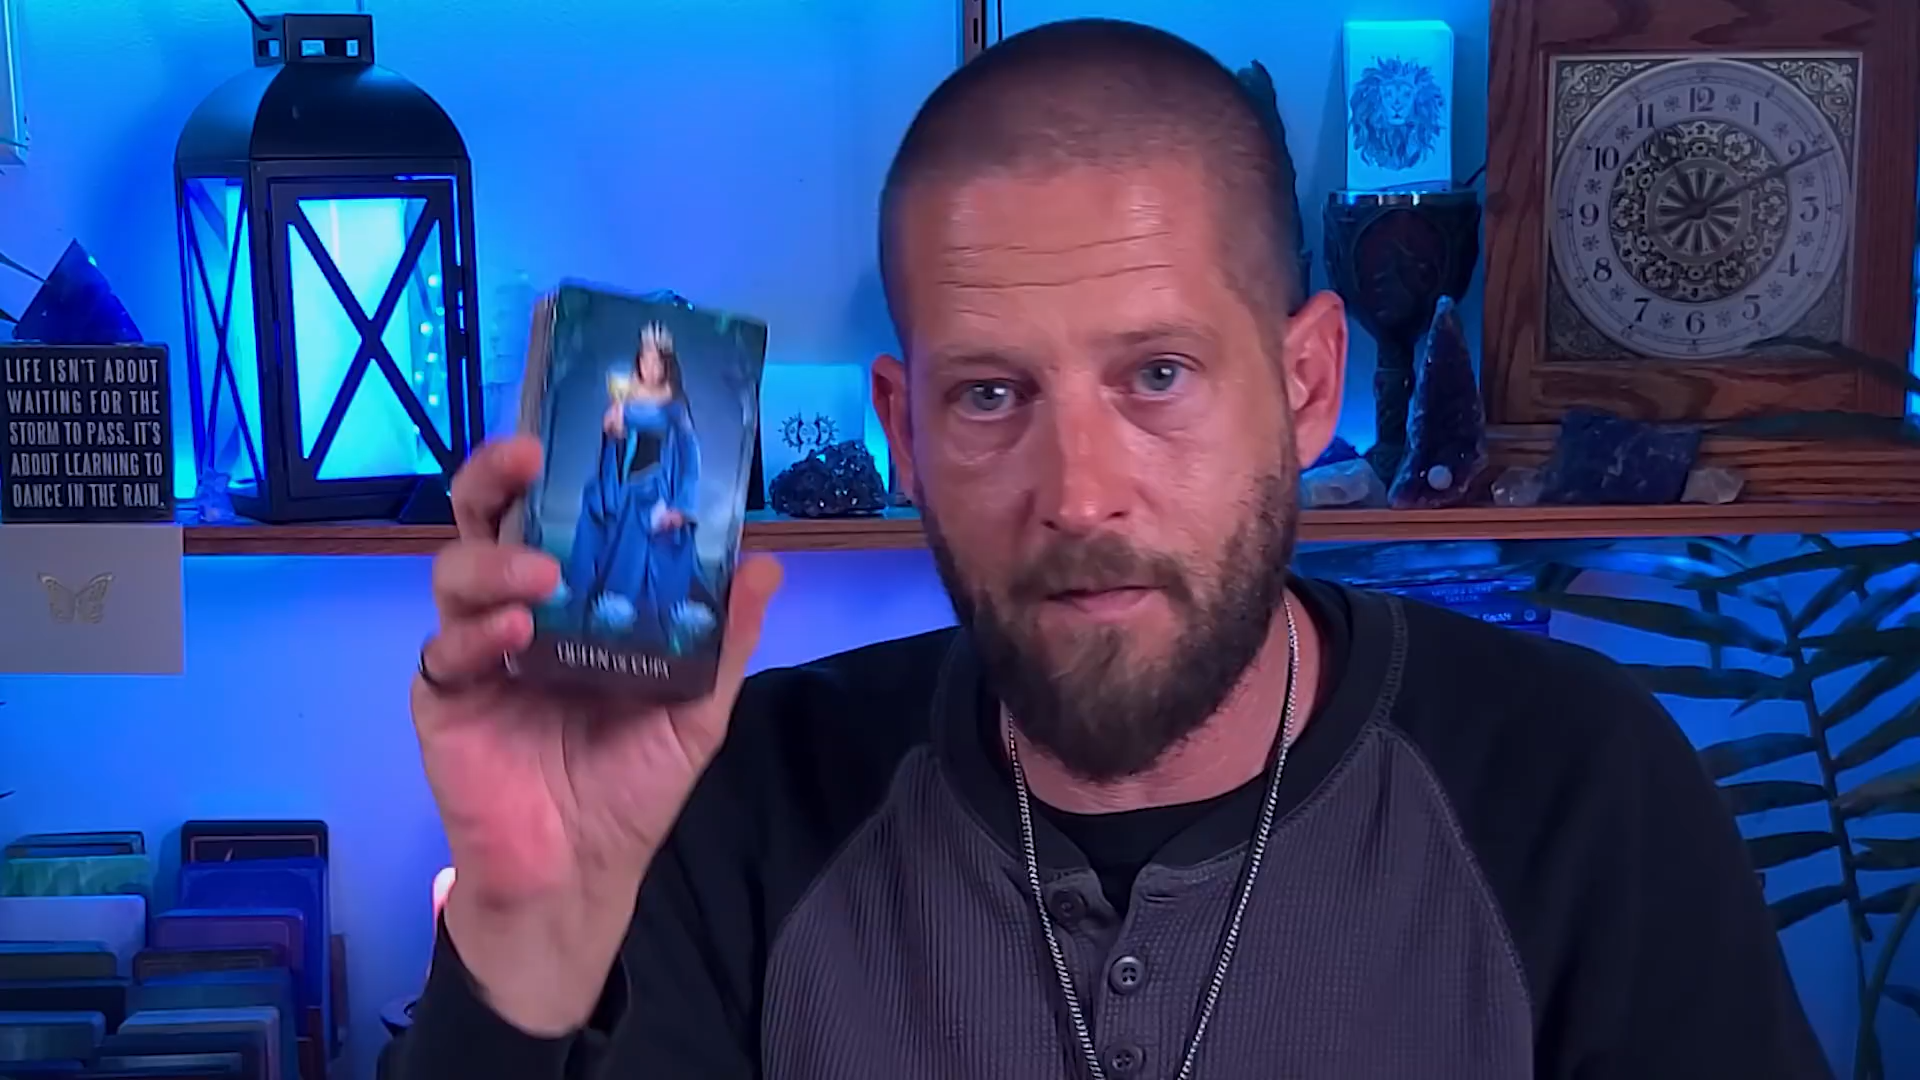 LIFE ISN'T ABOUT
WAITING FOR THE
STORM TO PASS. IT'S
ABOUT LEARNING TO
DANCE IN THE RAIN.
QUEEN OF CUPS
12
1
2
3
4
5
6
7
8
9
10
11